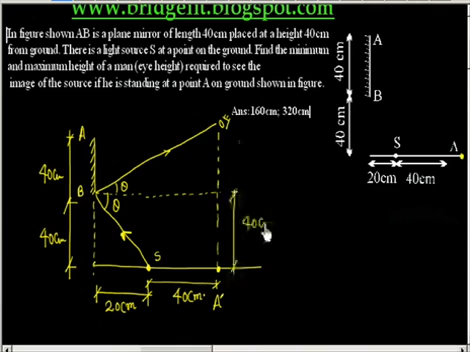 www.bridgeiit.blogspot.com
In figure shown AB is a plane mirror of length 40cm placed at a height 40cm
from ground. There is a light source S at a point on the ground. Find the minimum
and maximum height of a man (eye height) required to see the
image of the source if he is standing at a point A on ground shown in figure.
Ans:160cm; 320cm
A
40 cm
B
40 cm
S
A
20cm
40cm
A
40cm
B
θ
θ
40cm
S
20cm
40cm.
A'